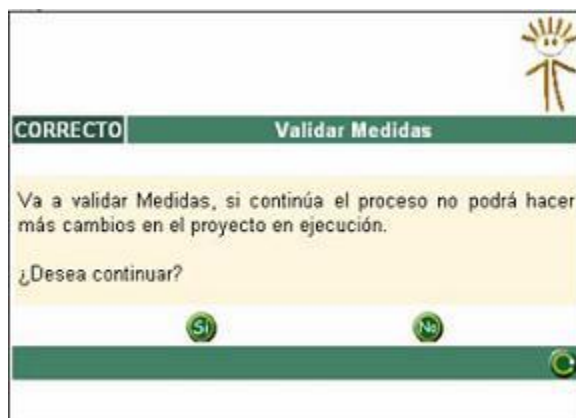 CORRECTO Validar Medidas
Va a validar Medidas, si continúa el proceso no podrá hacer
más cambios en el proyecto en ejecución.
¿Desea continuar?
Sí No